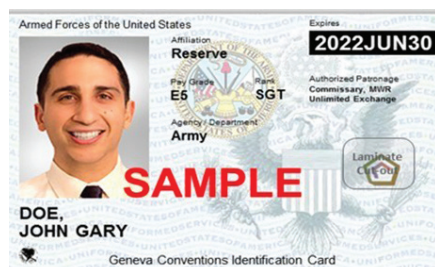 Armed Forces of the United States
Expires
2022JUN30
Affiliation
Reserve
Pay Grade Rank
E5 SGT
Agency/Department
Army
Authorized Patronage
Commissary, MWR
Unlimited Exchange
Laminate
Cut-out
SAMPLE
DOE,
JOHN GARY
Geneva Conventions Identification Card